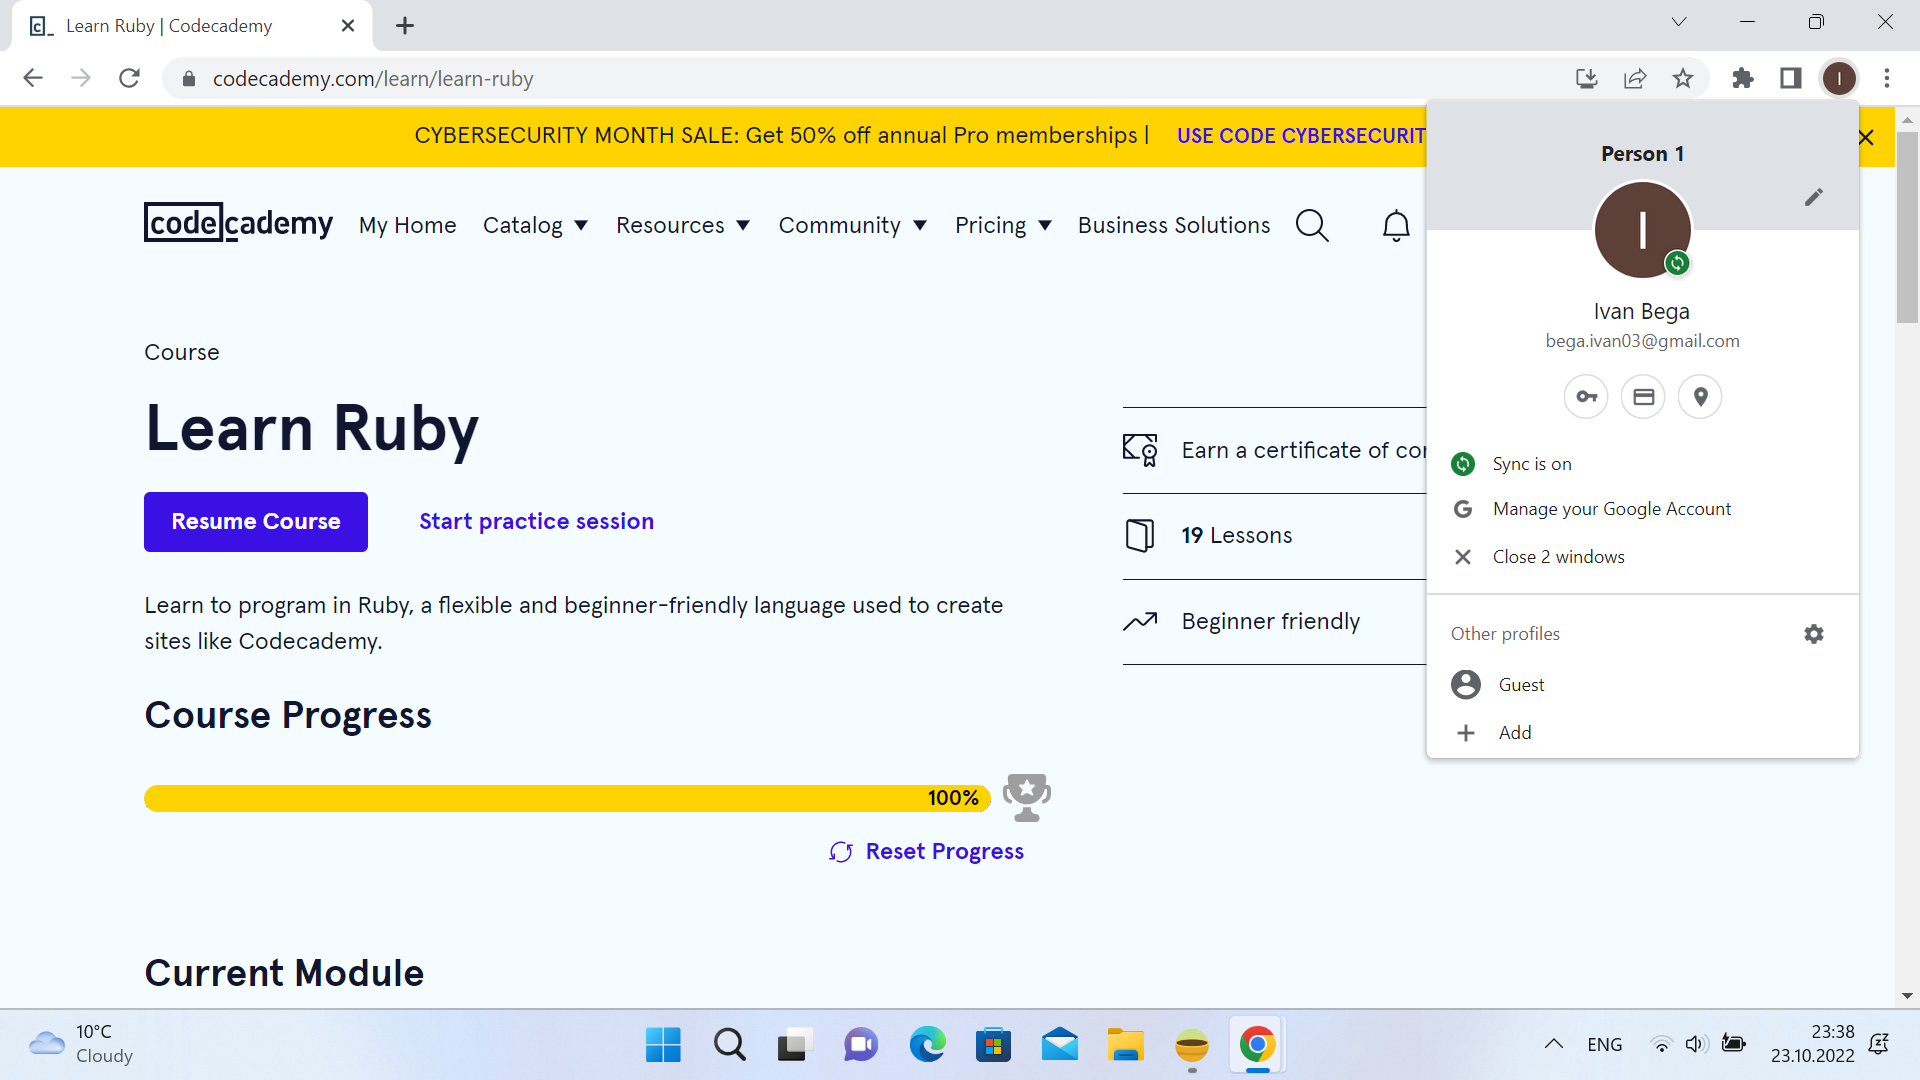 Learn Ruby | Codecademy
codecademy.com/learn/learn-ruby
CYBERSECURITY MONTH SALE: Get 50% off annual Pro memberships | USE CODE CYBERSECURIT
codecademy My Home Catalog Resources Community Pricing Business Solutions
Course
Learn Ruby
Resume Course Start practice session
Learn to program in Ruby, a flexible and beginner-friendly language used to create
sites like Codecademy.
Course Progress
100%
Reset Progress
Current Module
Earn a certificate of co
19 Lessons
Beginner friendly
I
Person 1
I
Ivan Bega
bega.ivan03@gmail.com
Sync is on
G Manage your Google Account
Close 2 windows
Other profiles
Guest
Add
10°C
Cloudy
ENG
23:38
23.10.2022